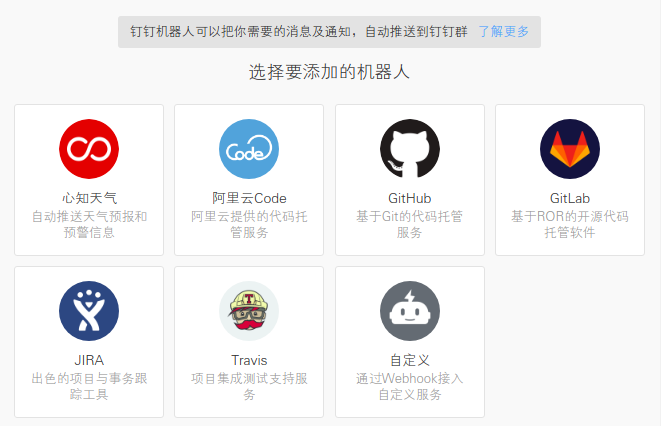 钉钉机器人可以把你需要的消息及通知，自动推送到钉钉群 了解更多
选择要添加的机器人
心知天气
自动推送天气预报和
预警信息
Code
阿里云Code
阿里云提供的代码托
管服务
GitHub
基于Git的代码托管
服务
GitLab
基于ROR的开源代码
托管软件
JIRA
出色的项目与事务跟
踪工具
T
Travis
项目集成测试支持服
务
自定义
通过Webhook接入
自定义服务